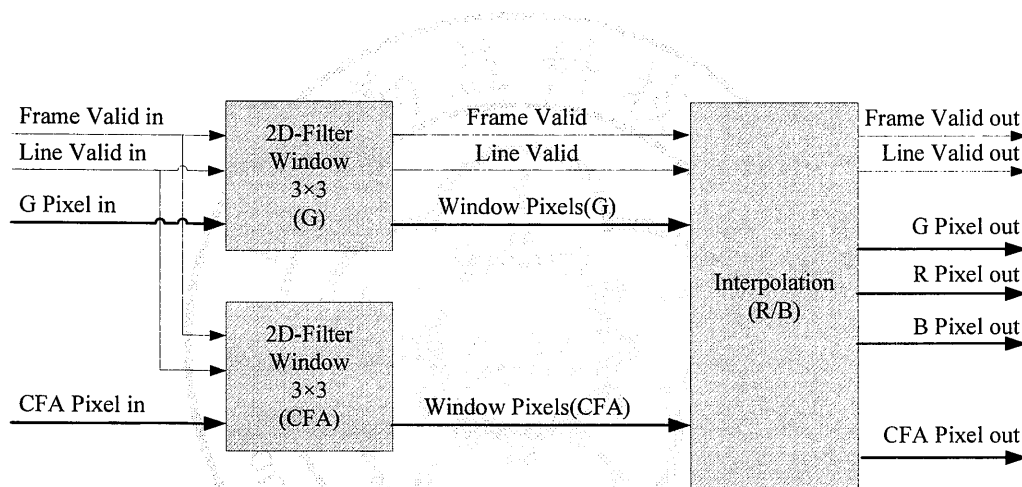 Frame Valid in
Line Valid in
G Pixel in
CFA Pixel in
2D-Filter
Window
3×3
(G)
2D-Filter
Window
3×3
(CFA)
Frame Valid
Line Valid
Window Pixels(G)
Window Pixels(CFA)
Interpolation
(R/B)
Frame Valid out
Line Valid out
G Pixel out
R Pixel out
B Pixel out
CFA Pixel out